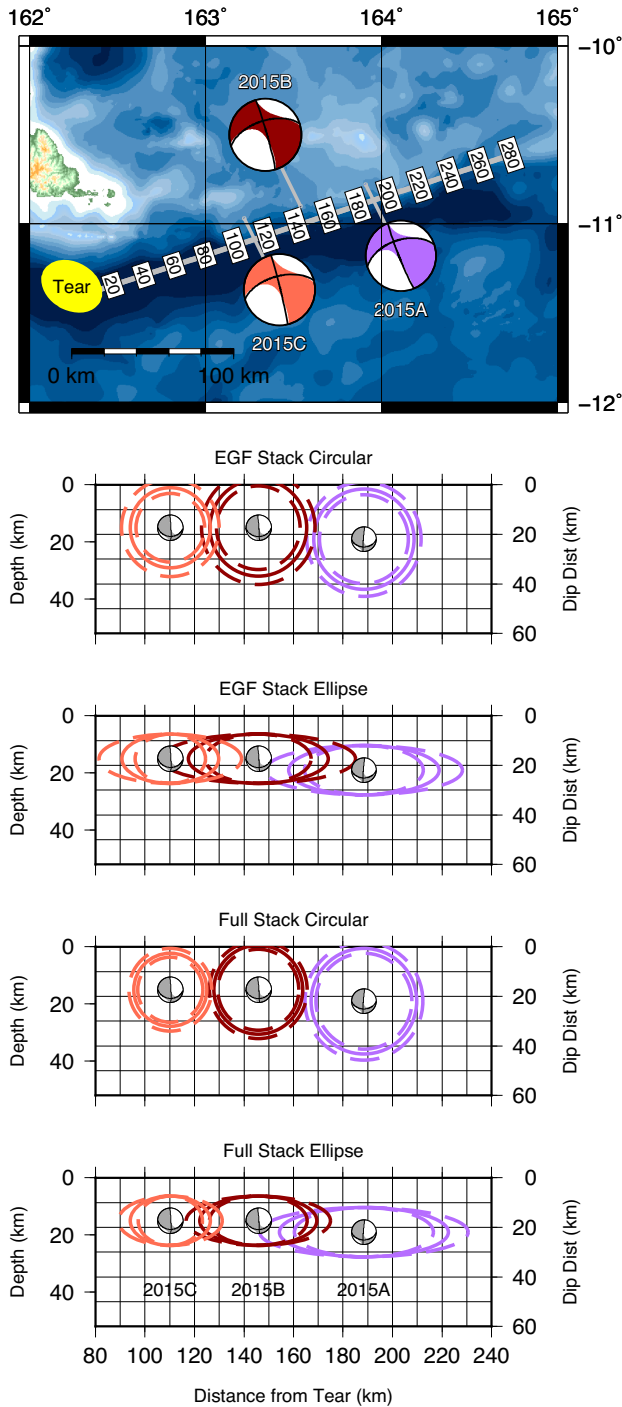 162˚ 163˚ 164˚ 165˚
−10˚
2015B
20 40 60 80 100 120 140 160 180 200 220 240 260 280
−11˚
Tear
2015A
2015C
0 km 100 km
−12˚
EGF Stack Circular
0 0
20 20
40 40
60
Depth (km) Dip Dist (km)
EGF Stack Ellipse
0 0
20 20
40 40
60
Depth (km) Dip Dist (km)
Full Stack Circular
0 0
20 20
40 40
60
Depth (km) Dip Dist (km)
Full Stack Ellipse
0 0
20 20
40 40
60
Depth (km) Dip Dist (km)
2015C 2015B 2015A
80 100 120 140 160 180 200 220 240
Distance from Tear (km)